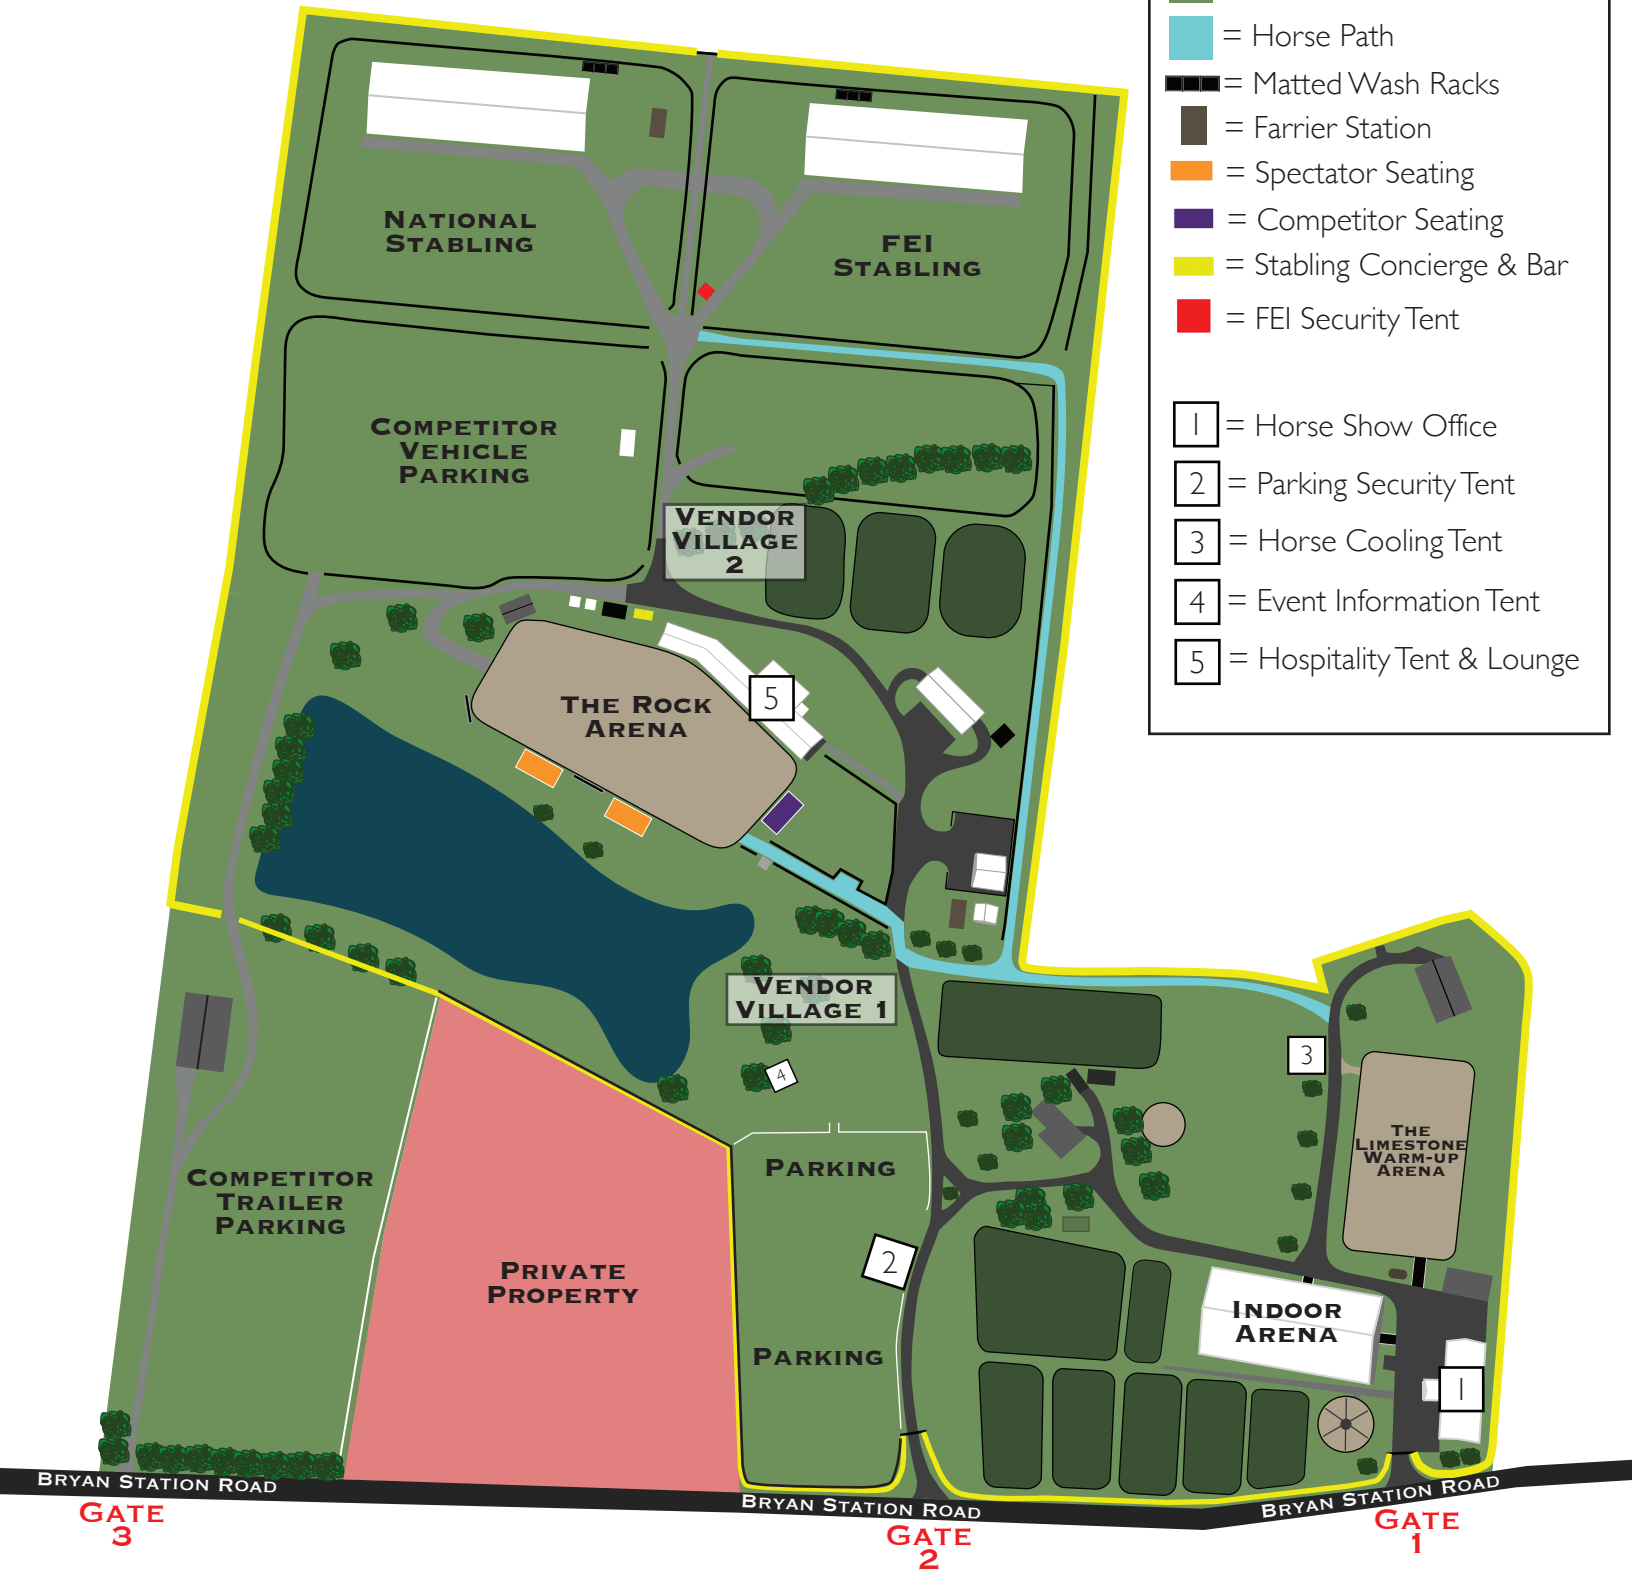 = Horse Path
= Matted Wash Racks
= Farrier Station
= Spectator Seating
= Competitor Seating
= Stabling Concierge & Bar
= FEI Security Tent
1 = Horse Show Office
2 = Parking Security Tent
3 = Horse Cooling Tent
4 = Event Information Tent
5 = Hospitality Tent & Lounge
NATIONAL
STABLING
FEI
STABLING
COMPETITOR
VEHICLE
PARKING
VENDOR
VILLAGE
2
THE ROCK
ARENA
5
VENDOR
VILLAGE 1
4
3
THE
LIMESTONE
WARM-UP
ARENA
PARKING
COMPETITOR
TRAILER
PARKING
2
PRIVATE
PROPERTY
INDOOR
ARENA
PARKING
1
BRYAN STATION ROAD
BRYAN STATION ROAD
BRYAN STATION ROAD
GATE
3
GATE
2
GATE
1